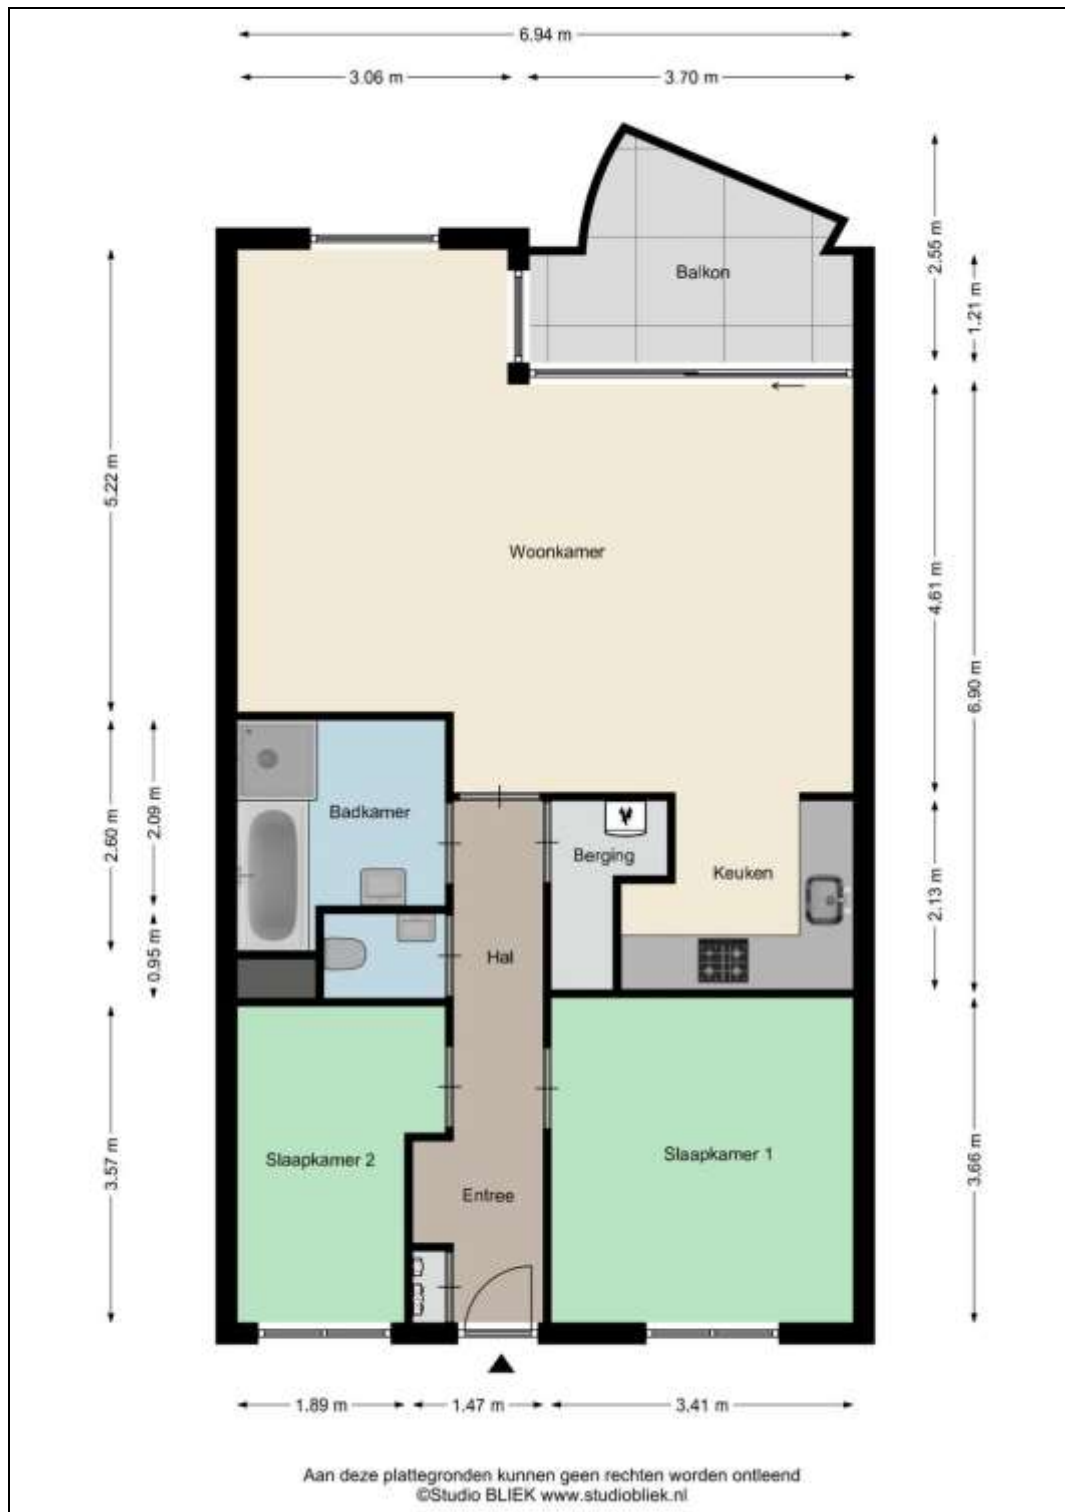 6.94 m
3.06 m
3.70 m
2.55 m
Balkon
1.21 m
5.22 m
Woonkamer
4.61 m
6.90 m
2.60 m
2.09 m
Badkamer
Berging
Keuken
2.13 m
0.95 m
Hal
3.57 m
Slaapkamer 2
Slaapkamer 1
3.66 m
Entree
1.89 m
1.47 m
3.41 m
Aan deze plattegronden kunnen geen rechten worden ontleend
©Studio BLIEK www.studiobliek.nl